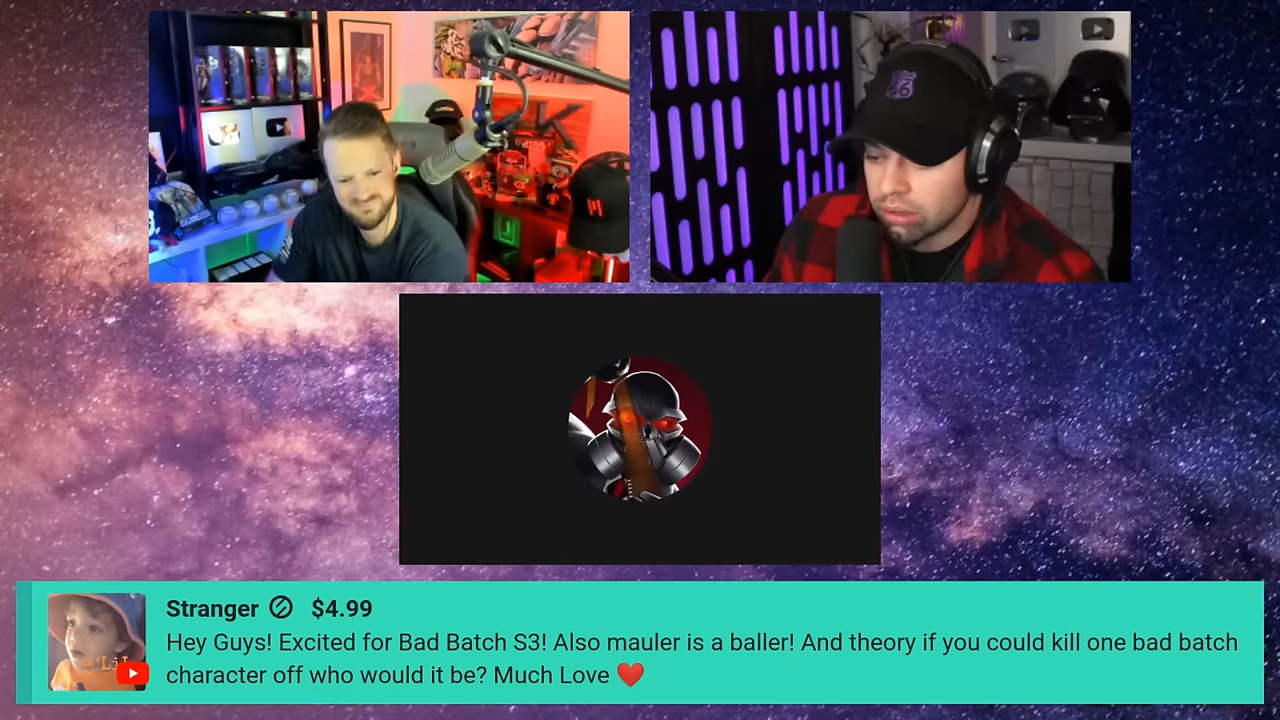 66
K
Stranger $4.99
Hey Guys! Excited for Bad Batch S3! Also mauler is a baller! And theory if you could kill one bad batch
character off who would it be? Much Love ❤️